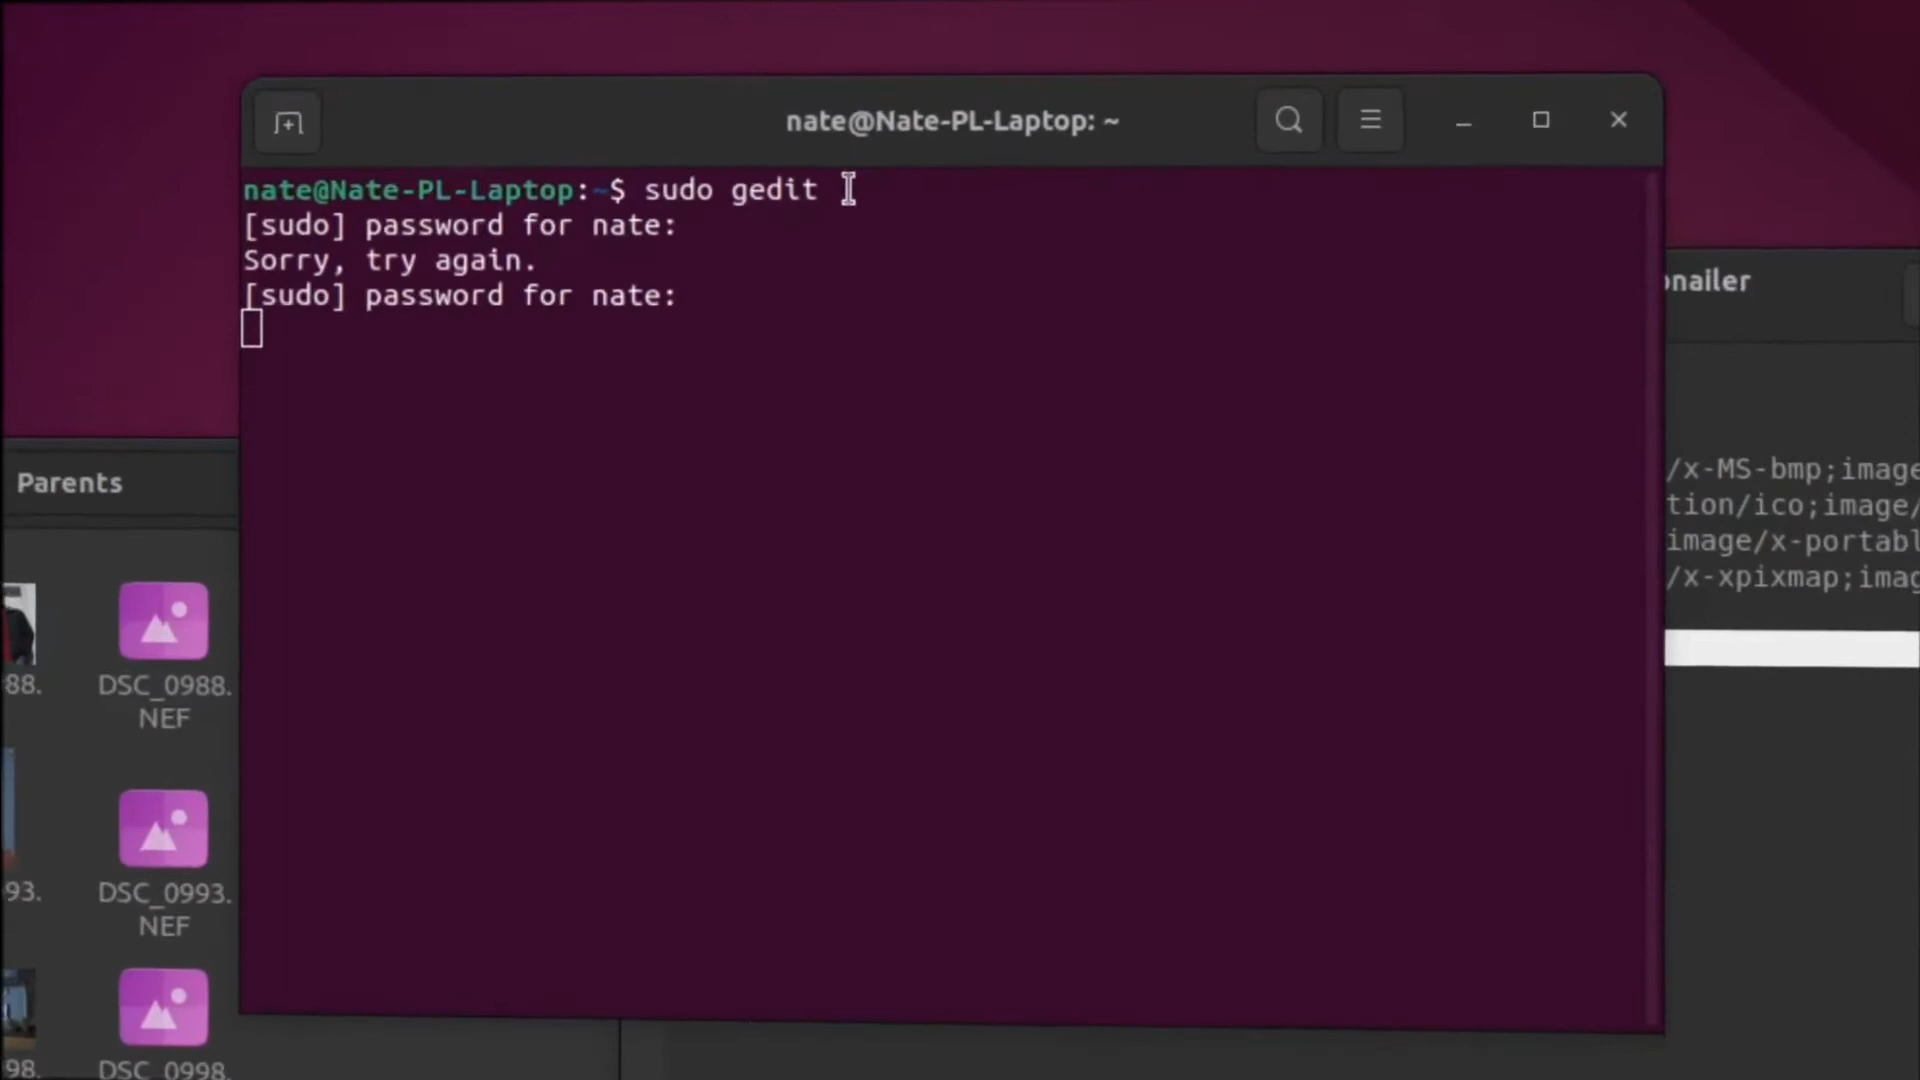 nate@Nate-PL-Laptop: ~
nate@Nate-PL-Laptop:~$ sudo gedit
[sudo] password for nate:
Sorry, try again.
[sudo] password for nate:
onailer
/x-MS-bmp;image
tion/ico;image/
image/x-portabl
/x-xpixmap;imag
Parents
88.
DSC_0988.
NEF
93.
DSC_0993.
NEF
98.
DSC_0998.